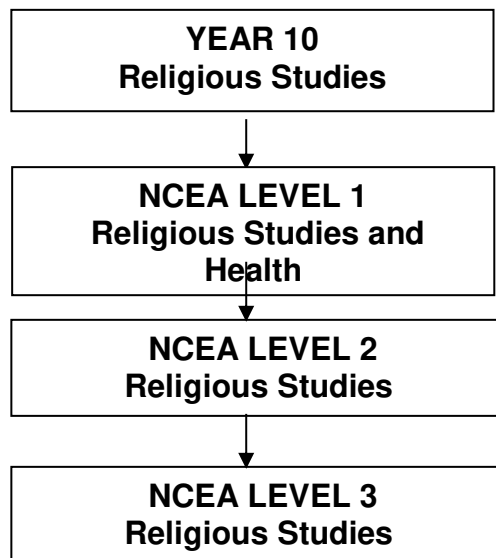 YEAR 10
Religious Studies
NCEA LEVEL 1
Religious Studies and
Health
NCEA LEVEL 2
Religious Studies
NCEA LEVEL 3
Religious Studies